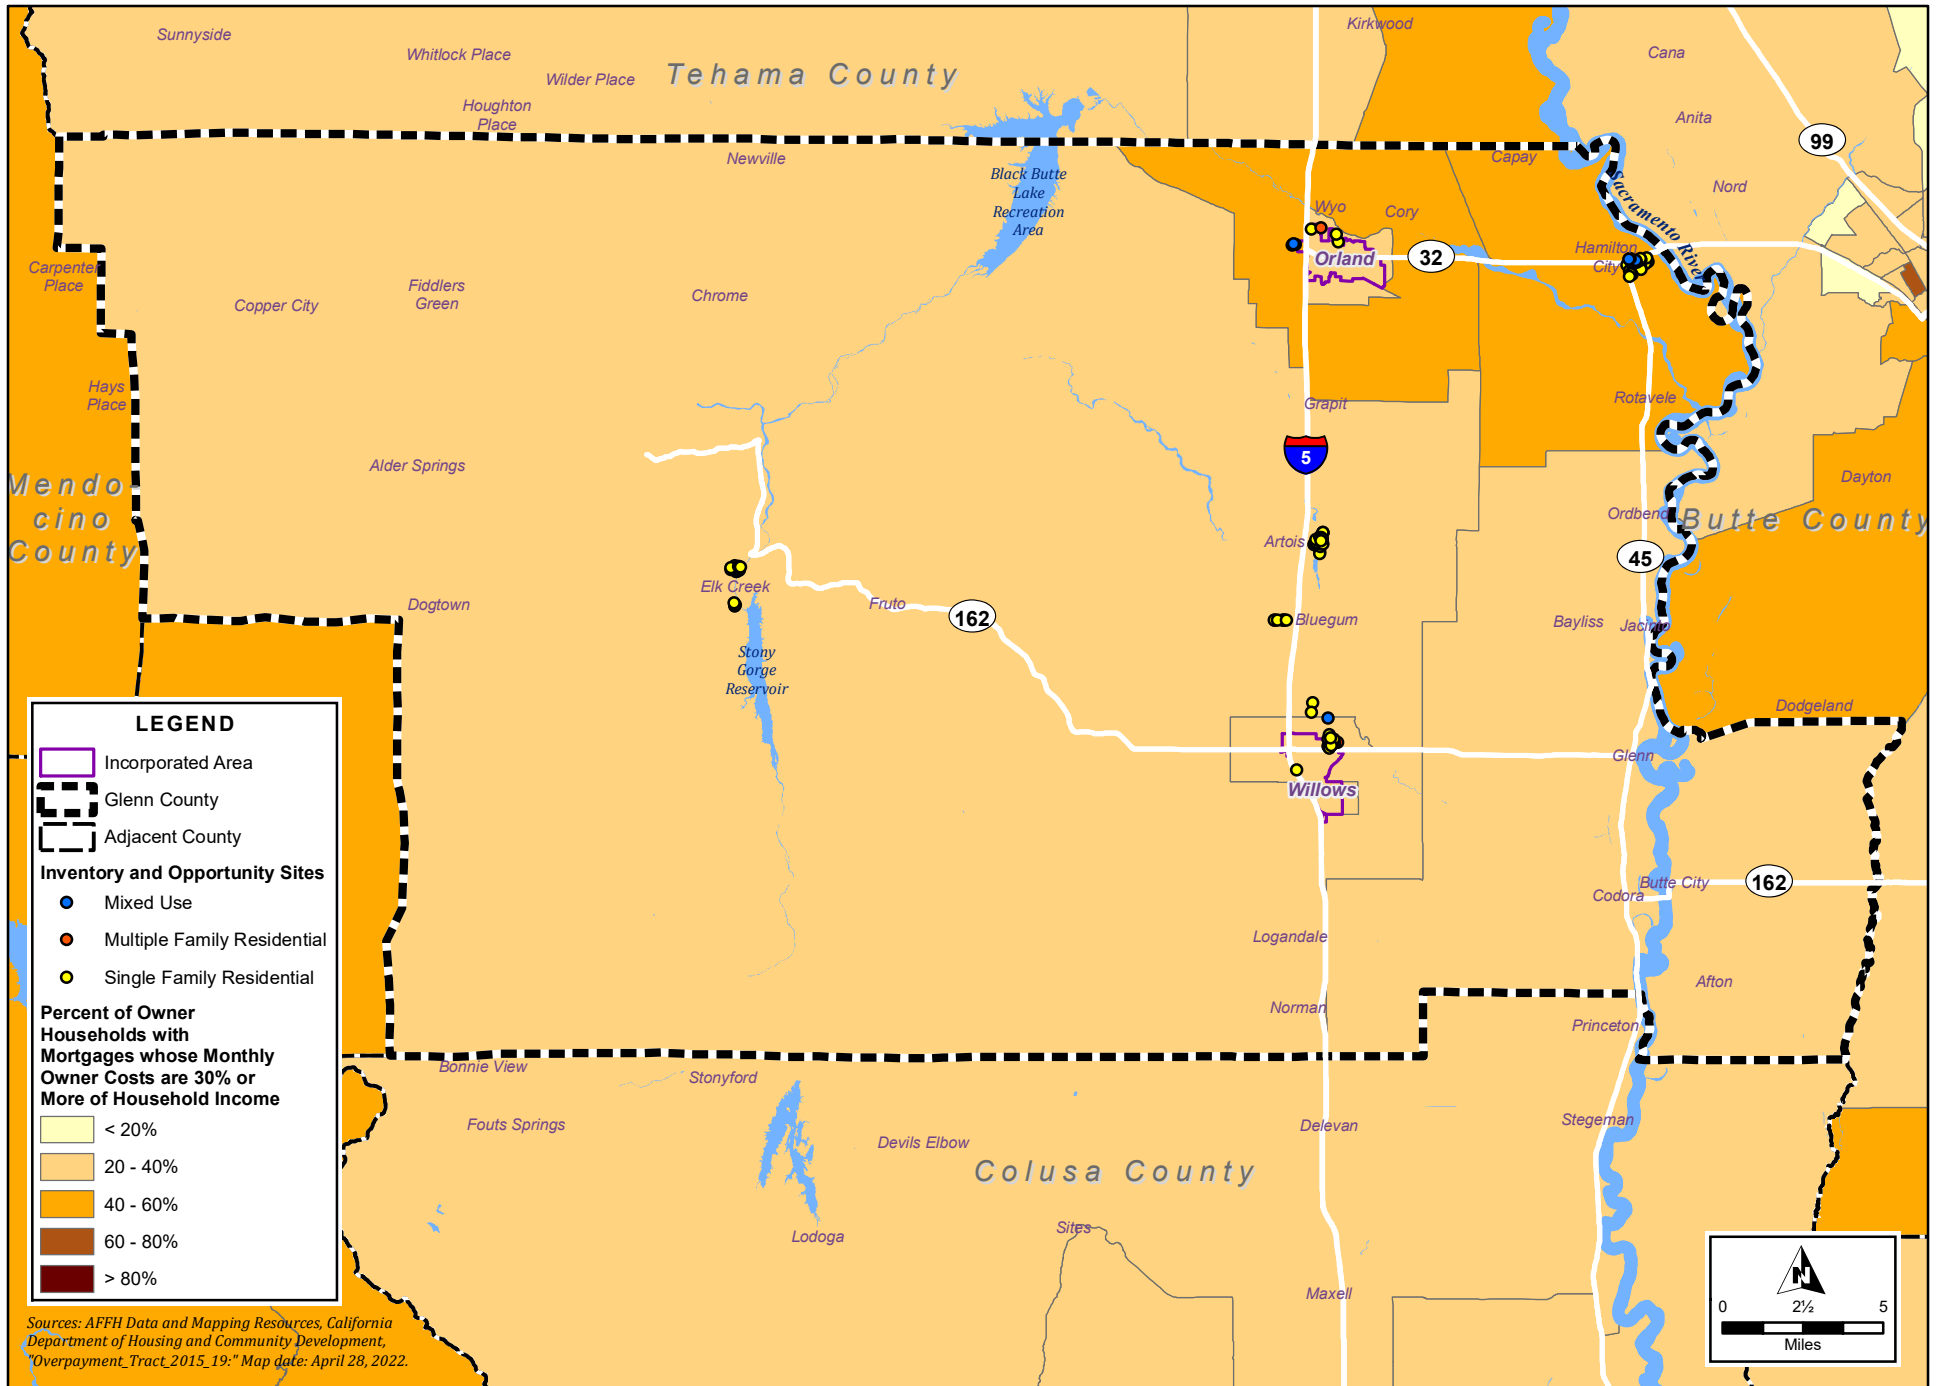 Sunnyside
Whitlock Place
Wilder Place
Houghton
Place
Tehama County
Kirkwood
Cana
Anita
99
Nord
Newville
Capay
Black Butte
Lake
Recreation
Area
Wyo
Cory
Sacramento River
Orland
32
Hamilton
City
Carpenter
Place
Copper City
Fiddlers
Green
Chrome
Hays
Place
Grapit
Rotavele
5
Alder Springs
Mendo-
cino
County
Dayton
Ordbend
Butte County
Artois
45
Elk Creek
Dogtown
Fruto
162
Bluegum
Bayliss
Jacinto
Stony
Gorge
Reservoir
Dodgeland
Glenn
Willows
Butte City
162
Codora
Logandale
Afton
Norman
Princeton
Bonnie View
Stonyford
Fouts Springs
Devils Elbow
Delevan
Stegeman
Colusa County
Lodoga
Sites
Maxell
LEGEND
Incorporated Area
Glenn County
Adjacent County
Inventory and Opportunity Sites
Mixed Use
Multiple Family Residential
Single Family Residential
Percent of Owner
Households with
Mortgages whose Monthly
Owner Costs are 30% or
More of Household Income
< 20%
20 - 40%
40 - 60%
60 - 80%
> 80%
Sources: AFFH Data and Mapping Resources, California
Department of Housing and Community Development,
"Overpayment_Tract_2015_19:" Map date: April 28, 2022.
N
0 2½ 5
Miles